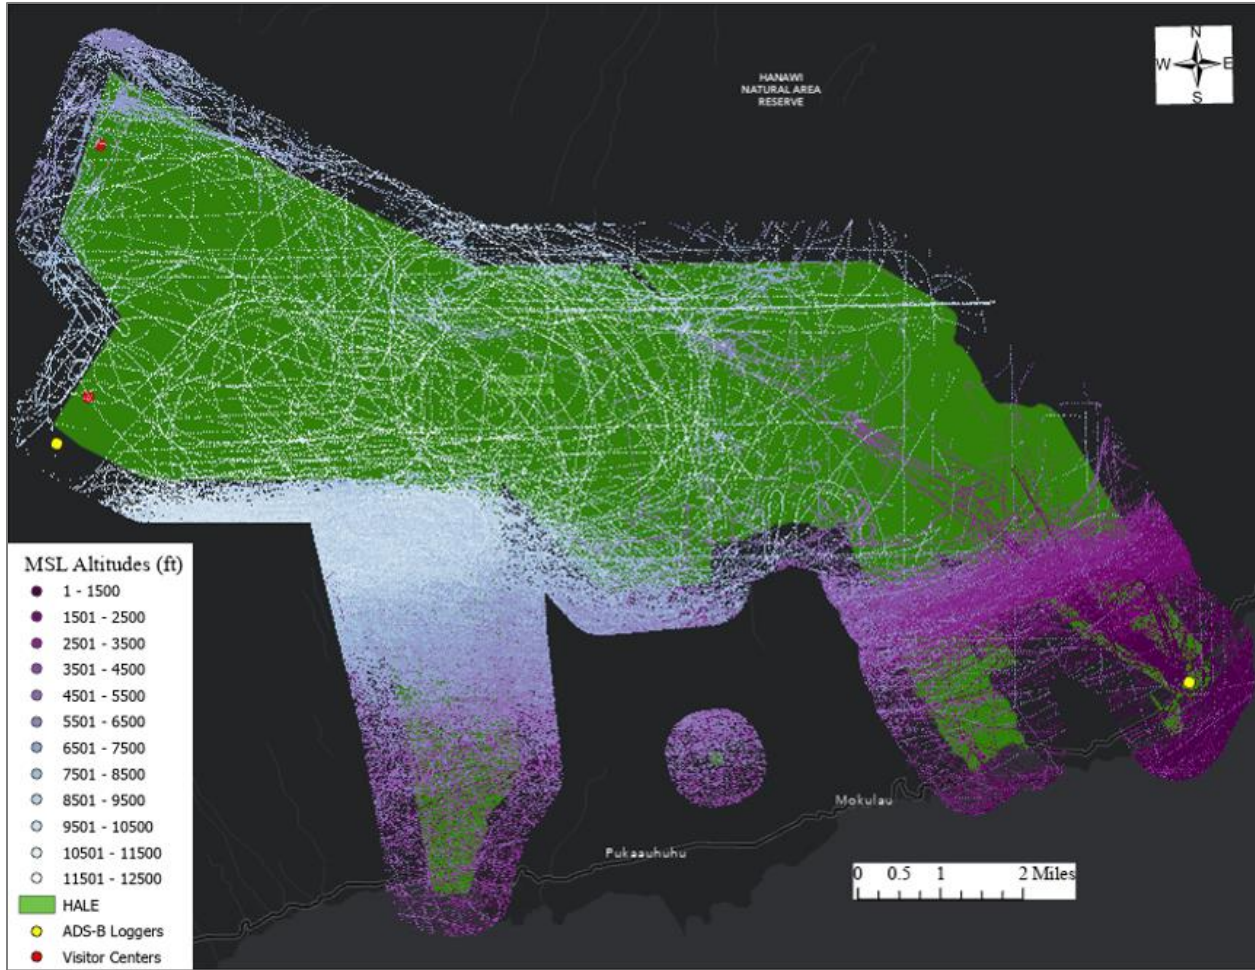 N
W E
S
HANAWI
NATURAL AREA
RESERVE
MSL Altitudes (ft)
1 - 1500
1501 - 2500
2501 - 3500
3501 - 4500
4501 - 5500
5501 - 6500
6501 - 7500
7501 - 8500
8501 - 9500
9501 - 10500
10501 - 11500
11501 - 12500
HALE
ADS-B Loggers
Visitor Centers
Mokulau
Pukaauhuhu
0 0.5 1 2 Miles